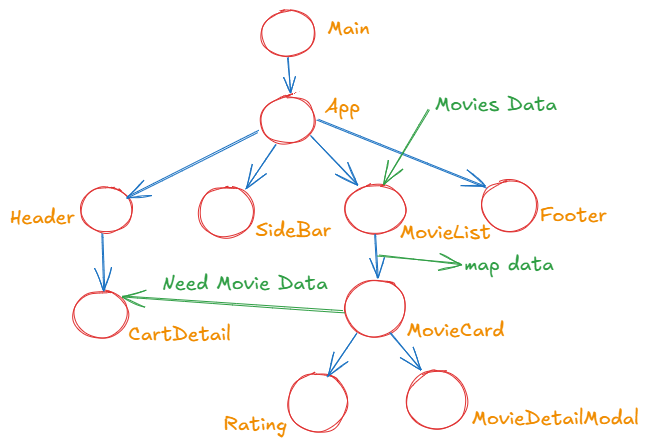 Main
App
Movies Data
Header
SideBar
MovieList
Footer
map data
Need Movie Data
CartDetail
MovieCard
Rating
MovieDetailModal